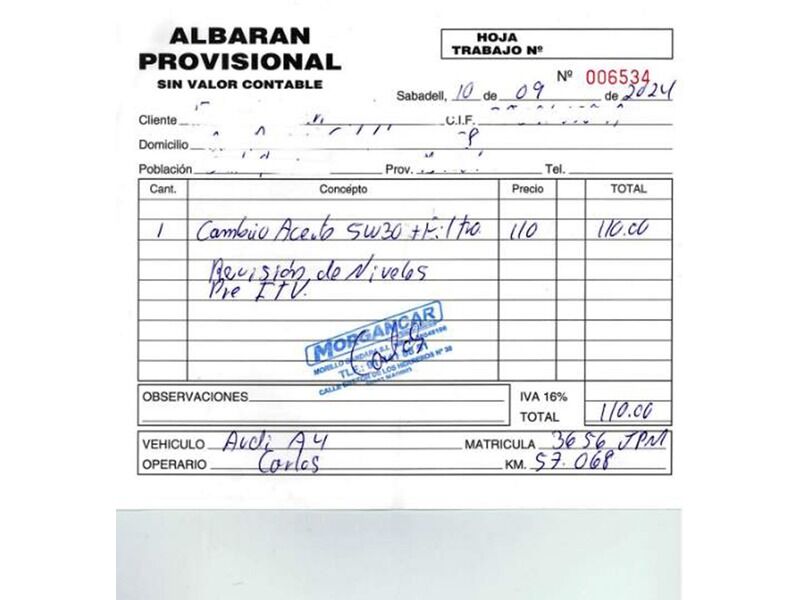 ALBARAN
PROVISIONAL
SIN VALOR CONTABLE
HOJA
TRABAJO Nº
Nº 006534
Sabadell, 10 de 09 de 2024
Cliente C.I.F.
Domicilio
Población Prov. Tel.
Cant. Concepto Precio TOTAL
1 Cambio Aceite 5W30 + Filtro. 110 110.00
Revisión de Niveles
Pre ITV.
MORGANCAR
OBSERVACIONES
IVA 16%
TOTAL 110.00
VEHICULO Audi A4 MATRICULA 3656 JPM
OPERARIO Carlos KM. 57.068